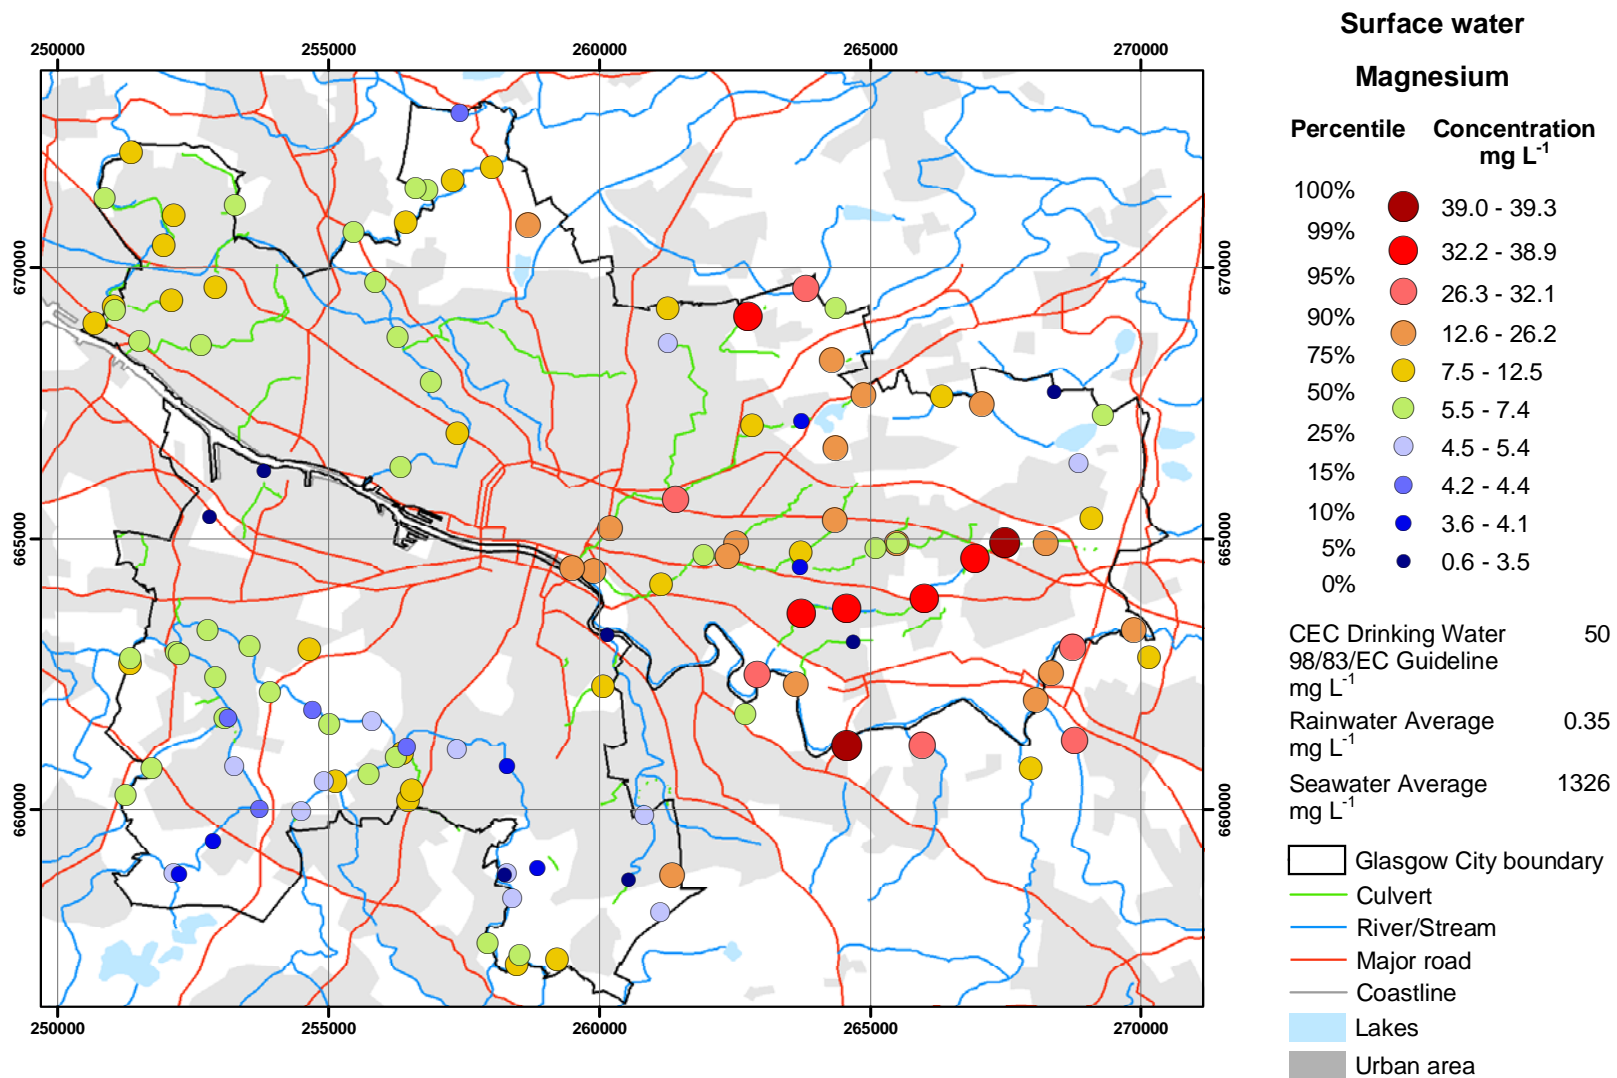 Surface water
Magnesium
Percentile Concentration
mg L-1
100%
39.0 - 39.3
99%
32.2 - 38.9
95%
26.3 - 32.1
90%
12.6 - 26.2
75%
7.5 - 12.5
50%
5.5 - 7.4
25%
4.5 - 5.4
15%
4.2 - 4.4
10%
3.6 - 4.1
5%
0.6 - 3.5
0%
CEC Drinking Water 50
98/83/EC Guideline
mg L-1
Rainwater Average 0.35
mg L-1
Seawater Average 1326
mg L-1
Glasgow City boundary
Culvert
River/Stream
Major road
Coastline
Lakes
Urban area
250000 255000 260000 265000 270000
670000 670000
665000 665000
660000 660000
250000 255000 260000 265000 270000